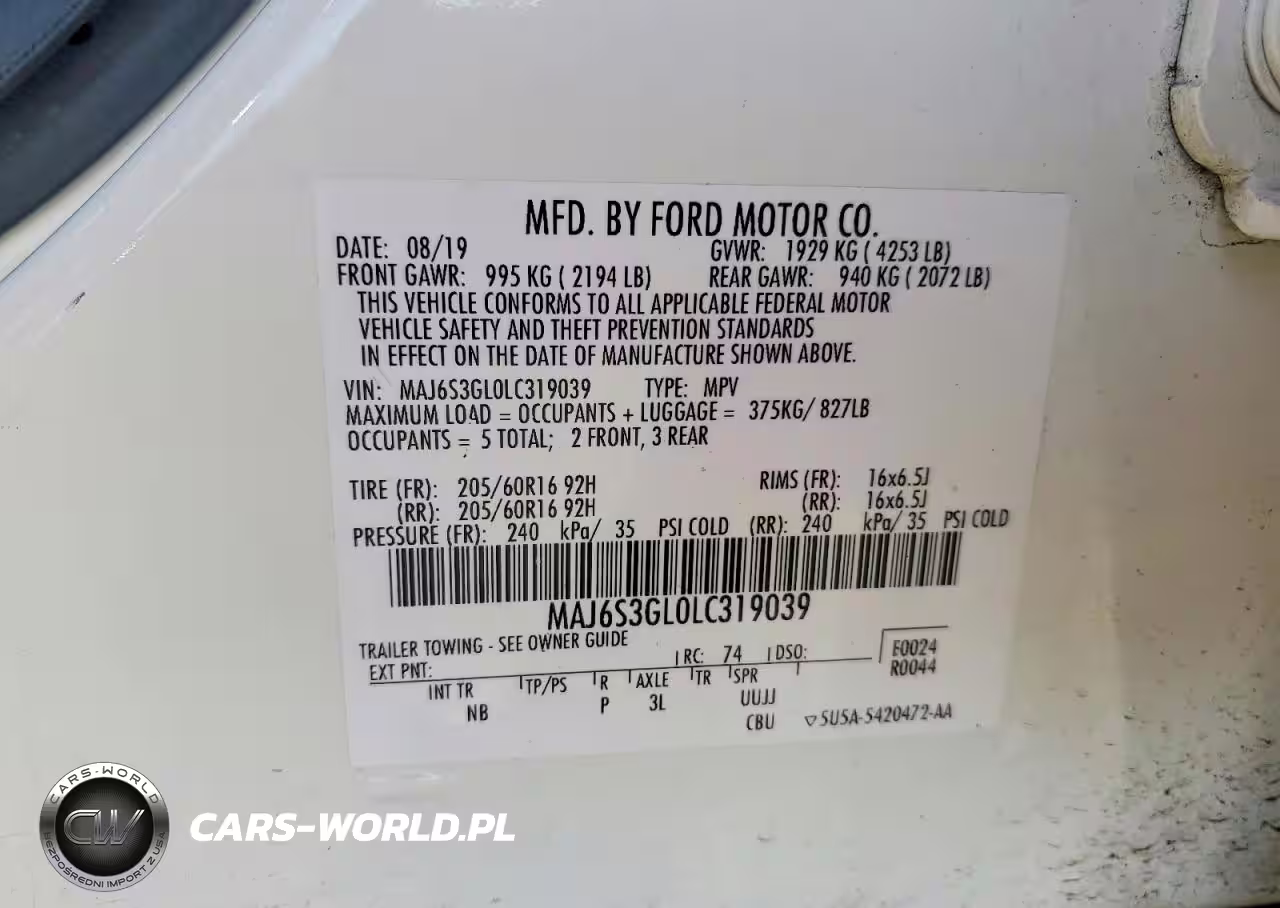 MFD. BY FORD MOTOR CO.
DATE: 08/19 GVWR: 1929 KG ( 4253 LB)
FRONT GAWR: 995 KG ( 2194 LB) REAR GAWR: 940 KG ( 2072 LB)
THIS VEHICLE CONFORMS TO ALL APPLICABLE FEDERAL MOTOR
VEHICLE SAFETY AND THEFT PREVENTION STANDARDS
IN EFFECT ON THE DATE OF MANUFACTURE SHOWN ABOVE.
VIN: MAJ6S3GL0LC319039 TYPE: MPV
MAXIMUM LOAD = OCCUPANTS + LUGGAGE = 375KG/ 827LB
OCCUPANTS = 5 TOTAL; 2 FRONT, 3 REAR
TIRE (FR): 205/60R16 92H RIMS (FR): 16x6.5J
(RR): 205/60R16 92H (RR): 16x6.5J
PRESSURE (FR): 240 kPa/ 35 PSI COLD (RR): 240 kPa/ 35 PSI COLD
MAJ6S3GL0LC319039
TRAILER TOWING - SEE OWNER GUIDE
EXT PNT: RC: 74 DSO: F0024
R0044
INT TR TP/PS R AXLE TR SPR
NB P 3L UUJJ
CBU 5U5A-5420472-AA
CARS-WORLD
CW
BEZPOŚREDNI IMPORT Z USA
CARS-WORLD.PL